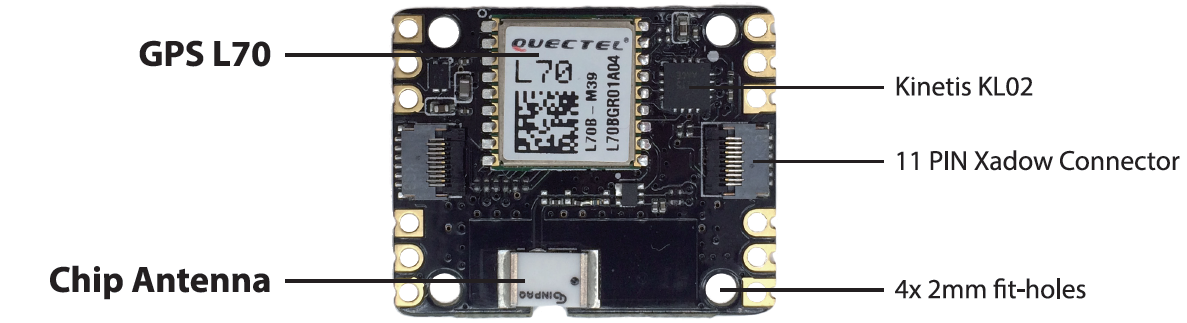 GPS L70
Chip Antenna
QUECTEL
L70
L70B - M39
L70BGR01A04
INPAQ
Kinetis KL02
11 PIN Xadow Connector
4x 2mm fit-holes